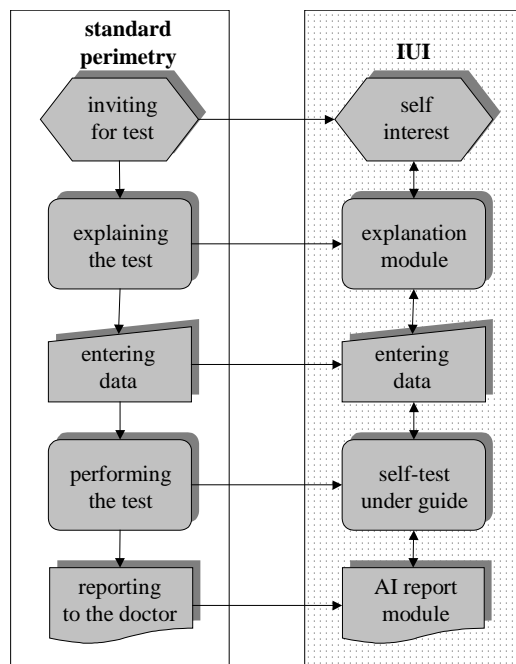 standard
perimetry
inviting
for test
explaining
the test
entering
data
performing
the test
reporting
to the doctor
IUI
self
interest
explanation
module
entering
data
self-test
under guide
AI report
module